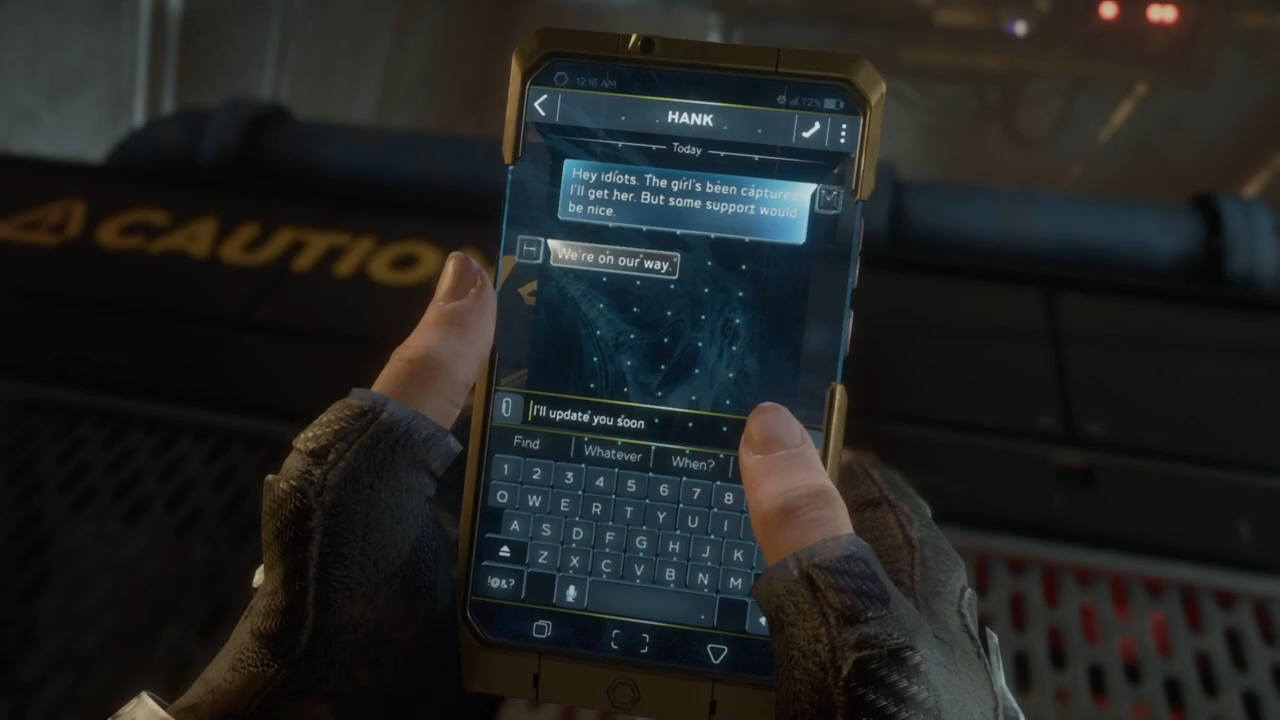 12:16 AM
72%
HANK
Today
Hey idiots. The girl's been captured
I'll get her. But some support would
be nice.
We're on our way.
CAUTION
I'll update you soon
Find Whatever When?
1 2 3 4 5 6 7 8
Q W E R T Y U I
A S D F G H J K
Z X C V B N M
!@&?